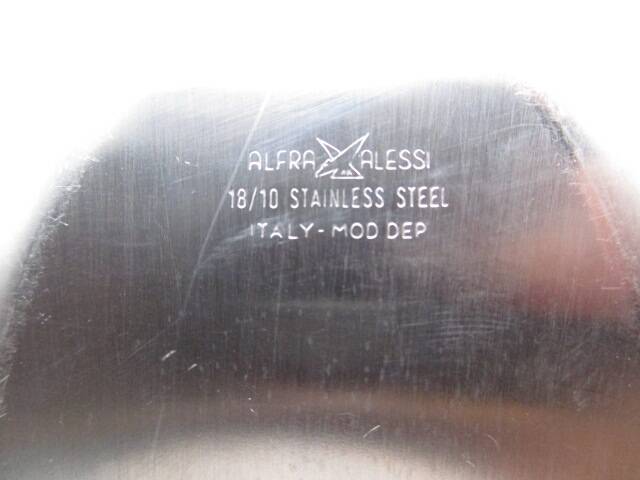 ALFRA ALESSI
18/10 STAINLESS STEEL
ITALY - MOD DEP